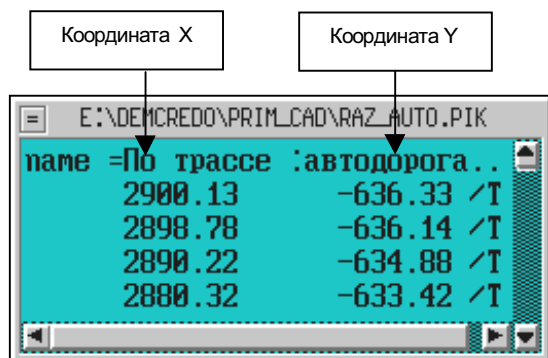 Координата X
Координата Y
E:\DEMCREDO\PRIM_CAD\RAZ_AUTO.PIK
name =По трассе :автодорога..
2900.13 -636.33 /T
2898.78 -636.14 /T
2890.22 -634.88 /T
2880.32 -633.42 /T